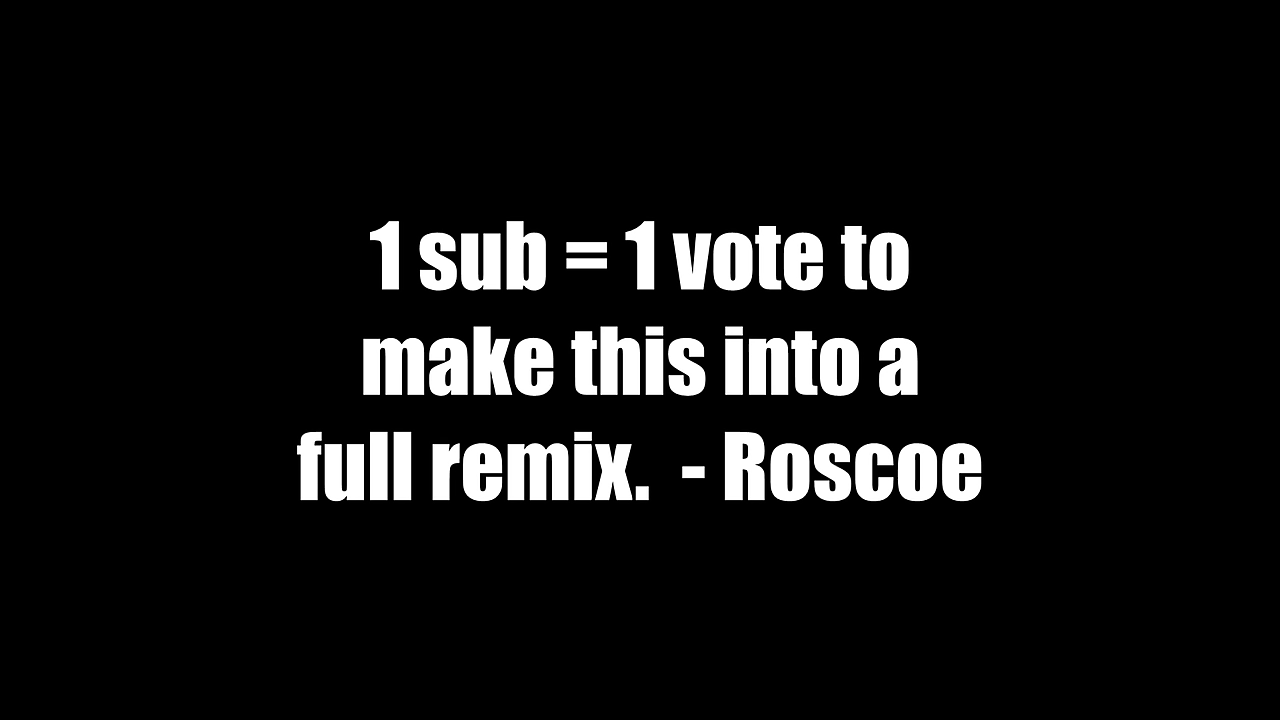 1 sub = 1 vote to
make this into a
full remix.  - Roscoe